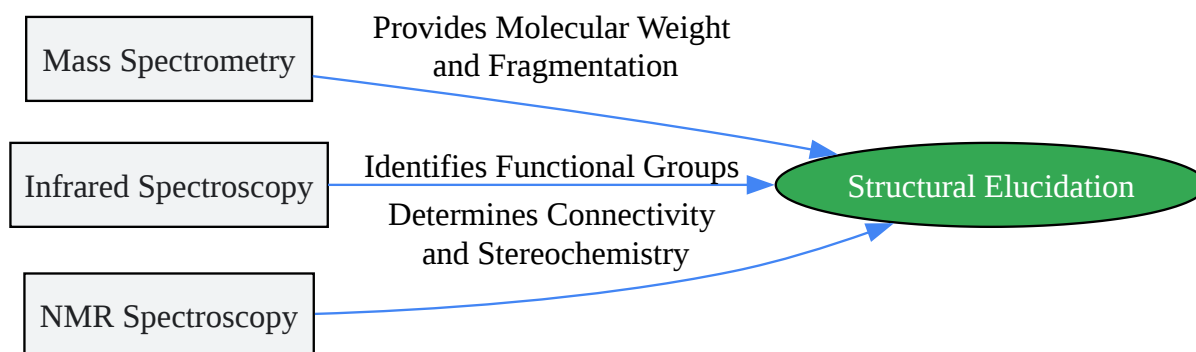 Mass Spectrometry
Provides Molecular Weight
and Fragmentation
Infrared Spectroscopy
Identifies Functional Groups
Structural Elucidation
Determines Connectivity
and Stereochemistry
NMR Spectroscopy